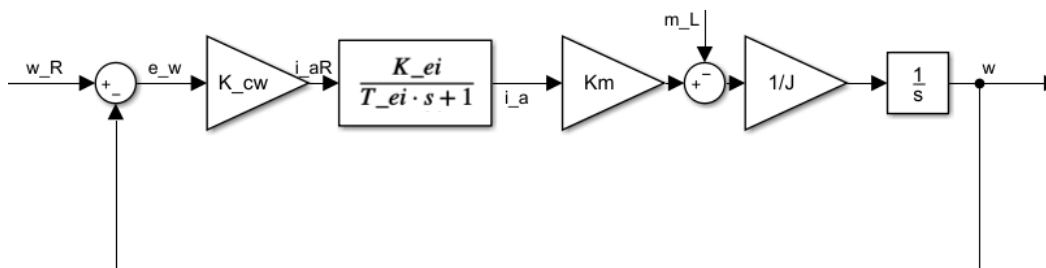 m_L
w_R
+
−
e_w
K_cw
i_aR
K_ei
T_ei · s + 1
i_a
Km
+
−
1/J
1
s
w